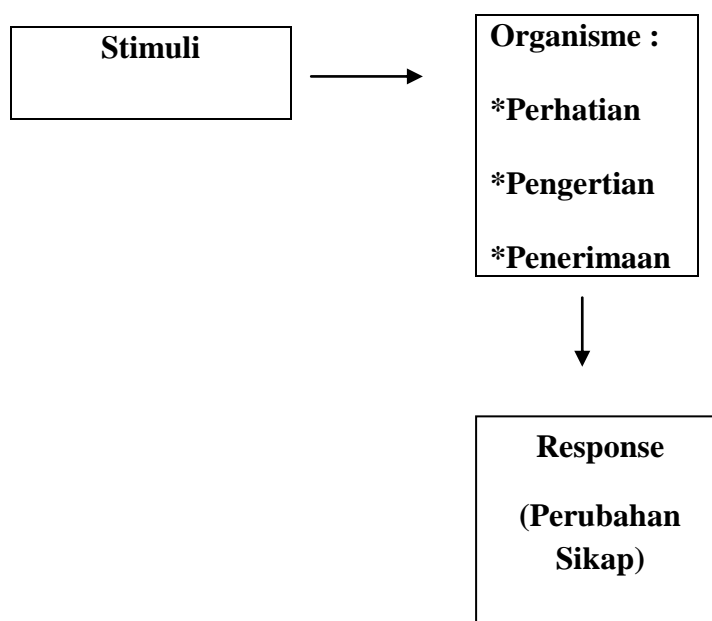 Stimuli
Organisme :
*Perhatian
*Pengertian
*Penerimaan
Response
(Perubahan
Sikap)